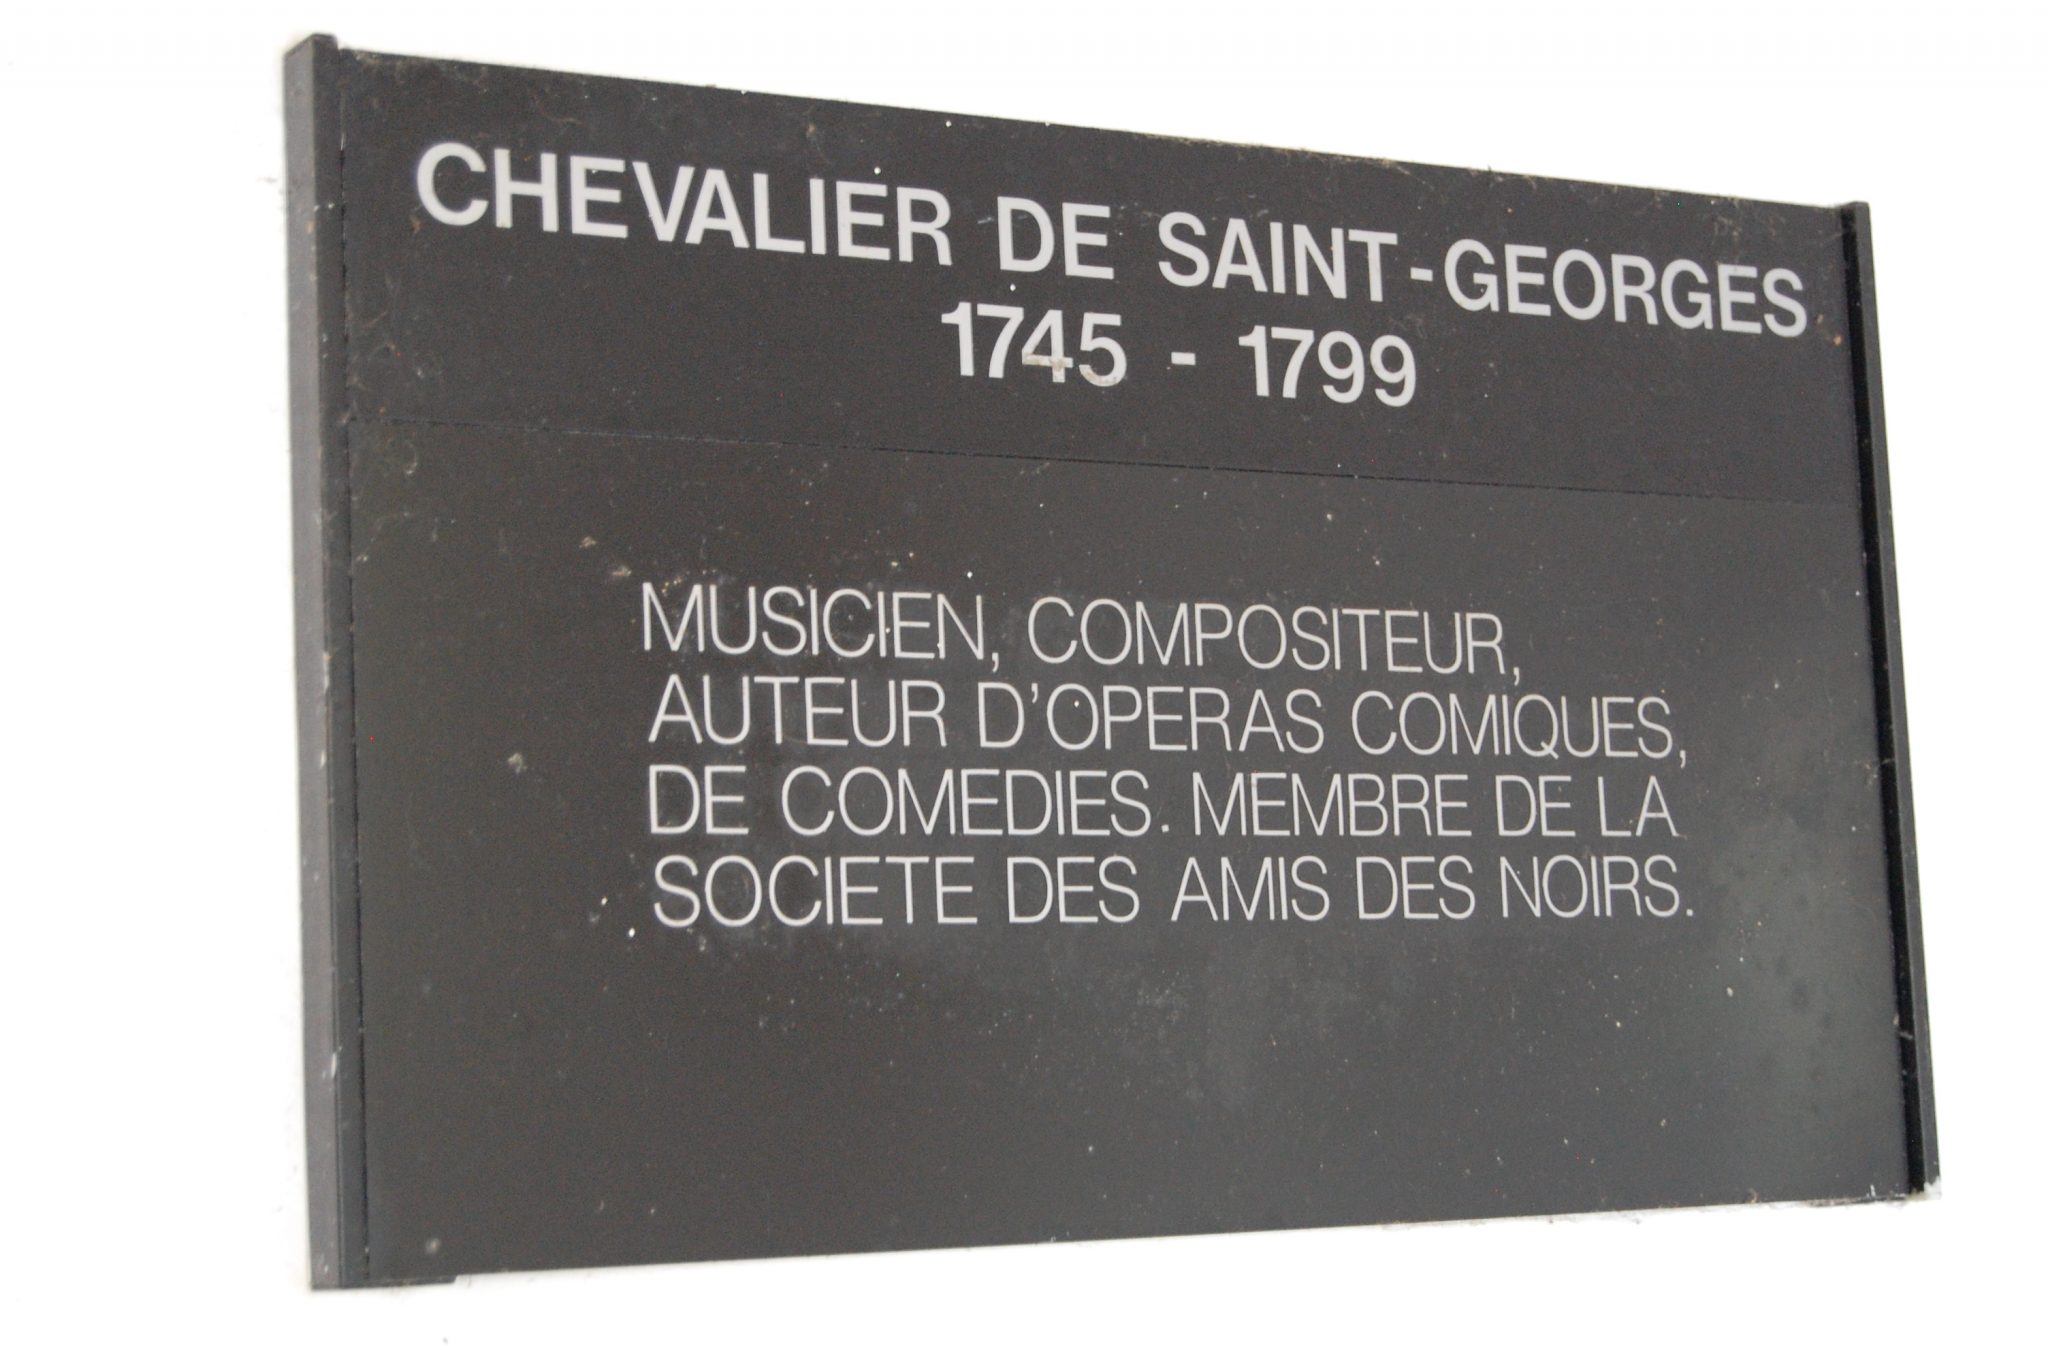 CHEVALIER DE SAINT-GEORGES
1745 - 1799
MUSICIEN, COMPOSITEUR,
AUTEUR D'OPERAS COMIQUES,
DE COMEDIES. MEMBRE DE LA
SOCIETE DES AMIS DES NOIRS.